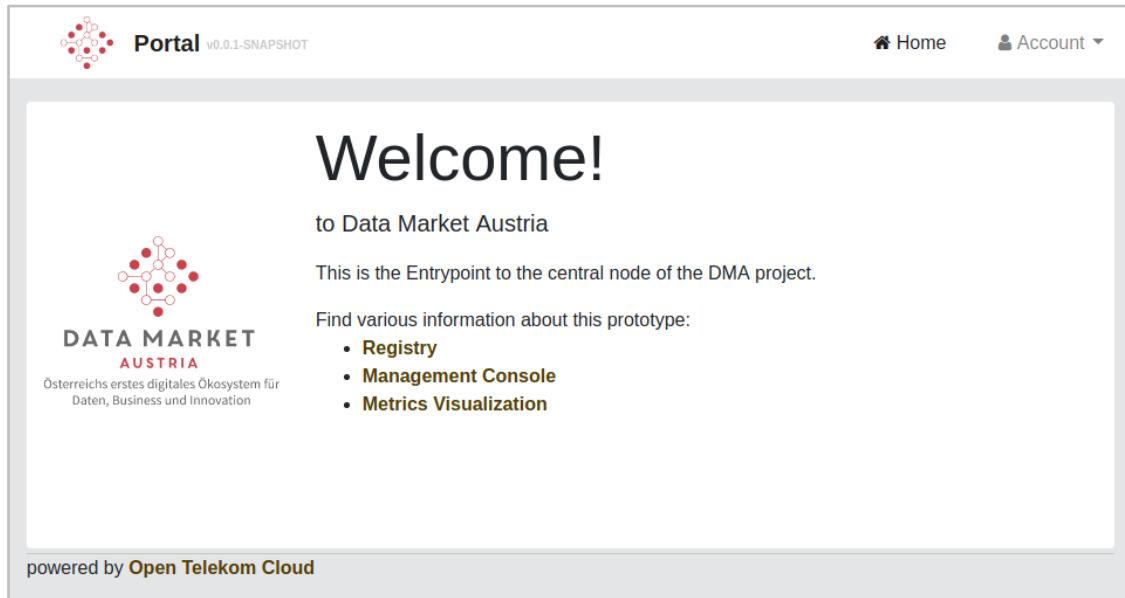 Portal v0.0.1-SNAPSHOT
Home
Account
Welcome!
to Data Market Austria
This is the Entrypoint to the central node of the DMA project.
Find various information about this prototype:
• Registry
• Management Console
• Metrics Visualization
DATA MARKET
AUSTRIA
Österreichs erstes digitales Ökosystem für
Daten, Business und Innovation
powered by Open Telekom Cloud